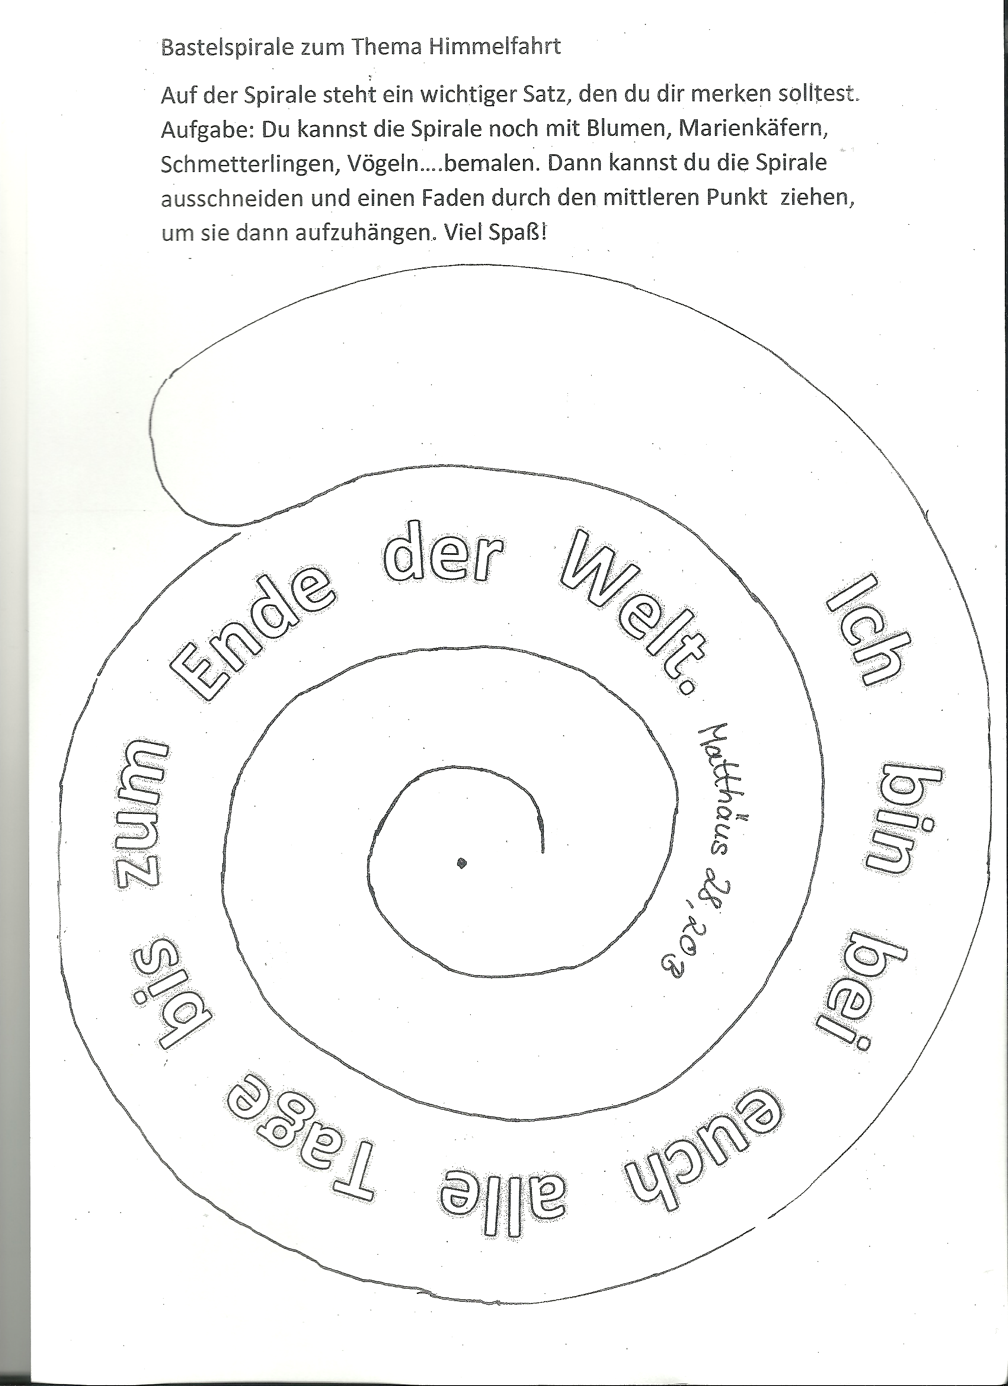 Bastelspirale zum Thema Himmelfahrt
Auf der Spirale steht ein wichtiger Satz, den du dir merken solltest.
Aufgabe: Du kannst die Spirale noch mit Blumen, Marienkäfern,
Schmetterlingen, Vögeln....bemalen. Dann kannst du die Spirale
ausschneiden und einen Faden durch den mittleren Punkt ziehen,
um sie dann aufzuhängen. Viel Spaß!
Ich bin bei euch alle Tage bis zum Ende der Welt.
Matthäus 28,20B